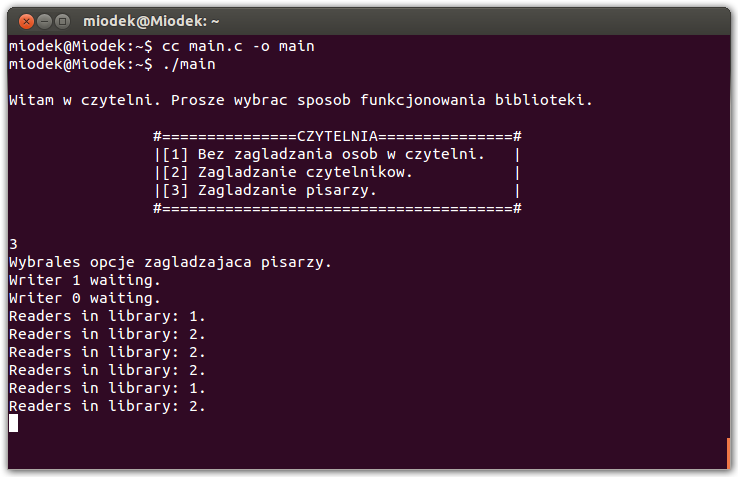 miodek@Miodek: ~
miodek@Miodek:~$ cc main.c -o main
miodek@Miodek:~$ ./main
Witam w czytelni. Prosze wybrac sposob funkcjonowania biblioteki.
#===============CZYTELNIA===============#
|[1] Bez zagladzania osob w czytelni.   |
|[2] Zagladzanie czytelnikow.           |
|[3] Zagladzanie pisarzy.               |
#=======================================#
3
Wybrales opcje zagladzajaca pisarzy.
Writer 1 waiting.
Writer 0 waiting.
Readers in library: 1.
Readers in library: 2.
Readers in library: 2.
Readers in library: 2.
Readers in library: 1.
Readers in library: 2.